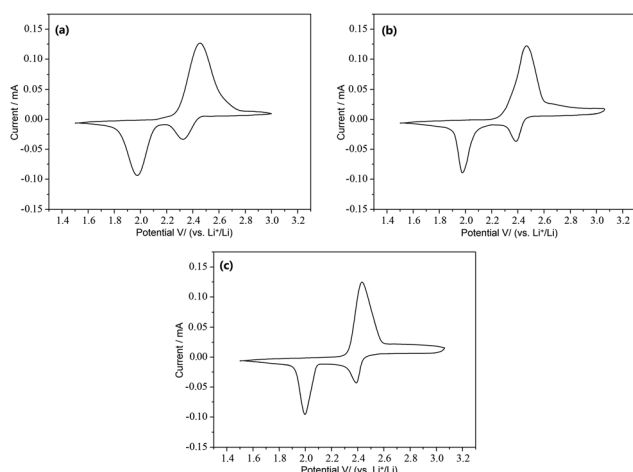 (a)
0.15
0.10
0.05
0.00
-0.05
-0.10
-0.15
Current / mA
1.4 1.6 1.8 2.0 2.2 2.4 2.6 2.8 3.0 3.2
Potential V/ (vs. Li⁺/Li)
(b)
0.15
0.10
0.05
0.00
-0.05
-0.10
-0.15
Current / mA
1.4 1.6 1.8 2.0 2.2 2.4 2.6 2.8 3.0 3.2
Potential V/ (vs. Li⁺/Li)
(c)
0.15
0.10
0.05
0.00
-0.05
-0.10
-0.15
Current / mA
1.4 1.6 1.8 2.0 2.2 2.4 2.6 2.8 3.0 3.2
Potential V/ (vs. Li⁺/Li)